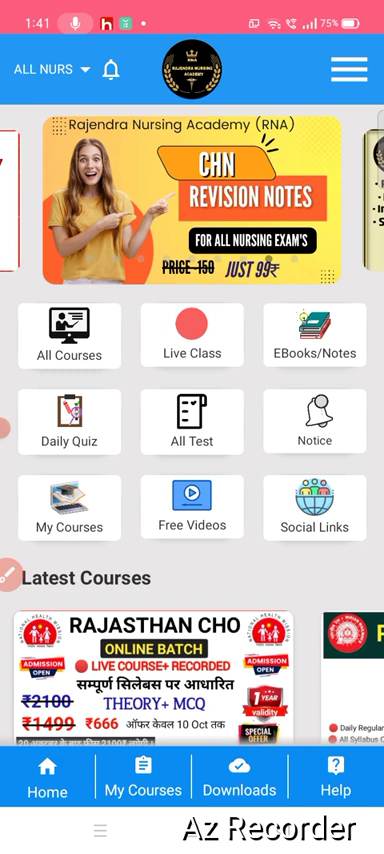 1:41
75%
ALL NURS
RNA
RAJENDRA NURSING
ACADEMY
Rajendra Nursing Academy (RNA)
CHN
REVISION NOTES
FOR ALL NURSING EXAM'S
PRICE 150 JUST 99₹
All Courses
Live Class
EBooks/Notes
Daily Quiz
All Test
Notice
My Courses
Free Videos
Social Links
Latest Courses
RAJASTHAN CHO
ONLINE BATCH
LIVE COURSE+ RECORDED
ADMISSION
OPEN
ADMISSION
OPEN
सम्पूर्ण सिलेबस पर आधारित
₹2100 THEORY+ MCQ
1 YEAR
validity
₹1499 ₹666 ऑफर केवल 10 Oct तक
SPECIAL
OFFER
Daily Regular
All Syllabus C
Home
My Courses
Downloads
Help
Az Recorder